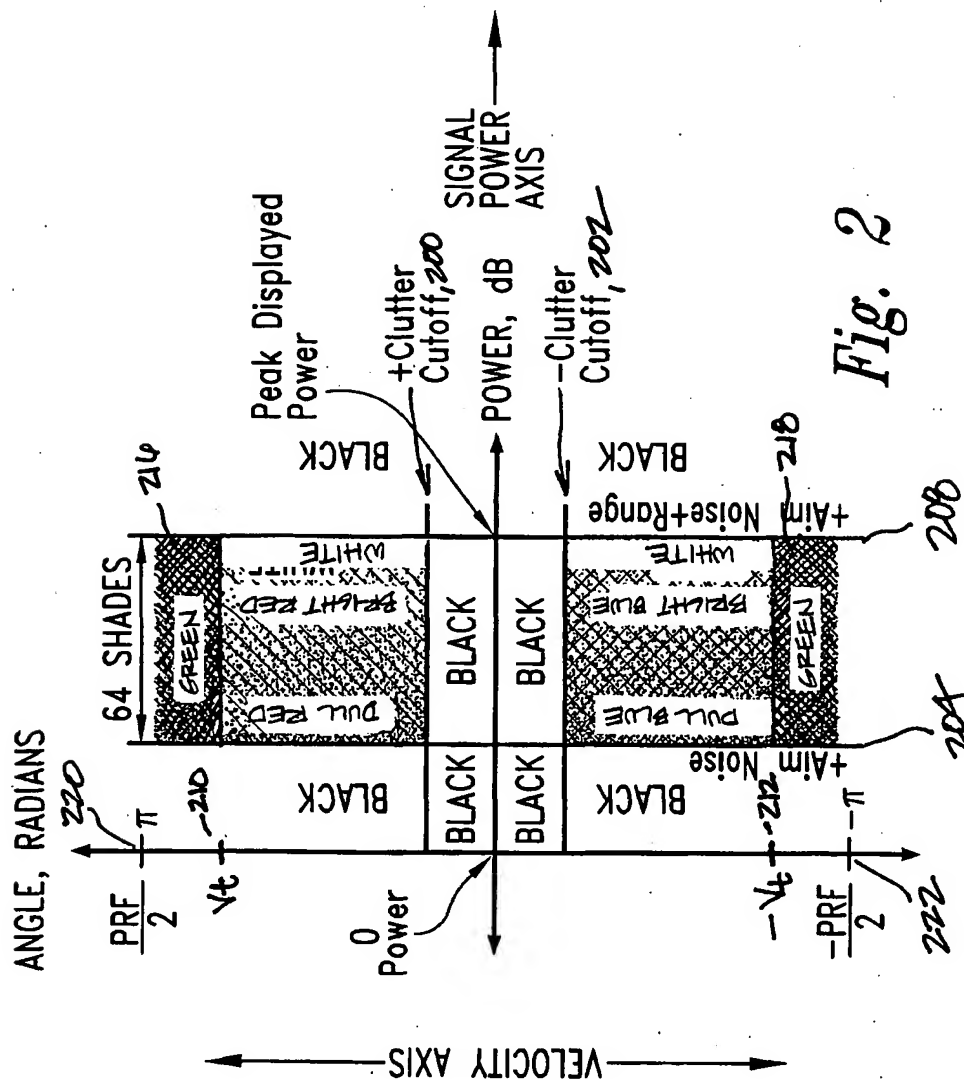 ANGLE, RADIANS
PRF
2
220
π
Vt
210
0
Power
-Vt
212
-PRF
2
-π
222
VELOCITY AXIS
64 SHADES
216
GREEN
DULL RED
BRIGHT RED
WHITE
BLACK
BLACK
BLACK
BLACK
BLACK
BLACK
DULL BLUE
BRIGHT BLUE
WHITE
BLACK
BLACK
GREEN
218
+Aim Noise
+Aim Noise+Range
204
208
Peak Displayed
Power
+Clutter
Cutoff, 200
POWER, dB
-Clutter
Cutoff, 202
SIGNAL
POWER
AXIS
Fig. 2